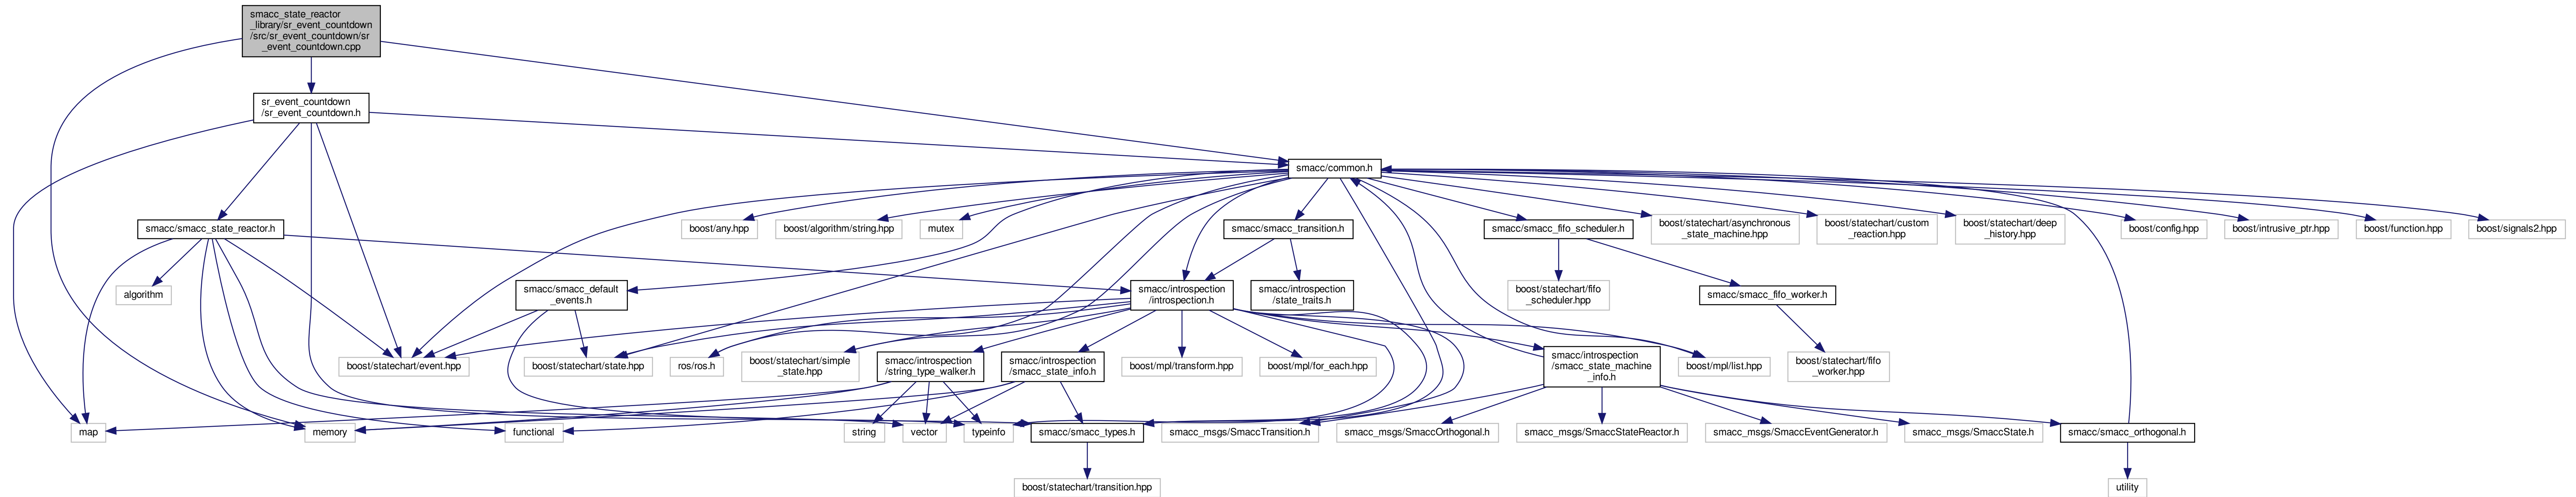 smacc_state_reactor
_library/sr_event_countdown
/src/sr_event_countdown/sr
_event_countdown.cpp
sr_event_countdown
/sr_event_countdown.h
smacc/common.h
smacc/smacc_state_reactor.h
boost/any.hpp
boost/algorithm/string.hpp
mutex
smacc/smacc_transition.h
smacc/smacc_fifo_scheduler.h
boost/statechart/asynchronous
_state_machine.hpp
boost/statechart/custom
_reaction.hpp
boost/statechart/deep
_history.hpp
boost/config.hpp
boost/intrusive_ptr.hpp
boost/function.hpp
boost/signals2.hpp
algorithm
smacc/smacc_default
_events.h
smacc/introspection
/introspection.h
smacc/introspection
/state_traits.h
boost/statechart/fifo
_scheduler.hpp
smacc/smacc_fifo_worker.h
boost/statechart/event.hpp
boost/statechart/state.hpp
ros/ros.h
boost/statechart/simple
_state.hpp
smacc/introspection
/string_type_walker.h
smacc/introspection
/smacc_state_info.h
boost/mpl/transform.hpp
boost/mpl/for_each.hpp
smacc/introspection
/smacc_state_machine
_info.h
boost/mpl/list.hpp
boost/statechart/fifo
_worker.hpp
map
memory
functional
string
vector
typeinfo
smacc/smacc_types.h
smacc_msgs/SmaccTransition.h
smacc_msgs/SmaccOrthogonal.h
smacc_msgs/SmaccStateReactor.h
smacc_msgs/SmaccEventGenerator.h
smacc_msgs/SmaccState.h
smacc/smacc_orthogonal.h
boost/statechart/transition.hpp
utility